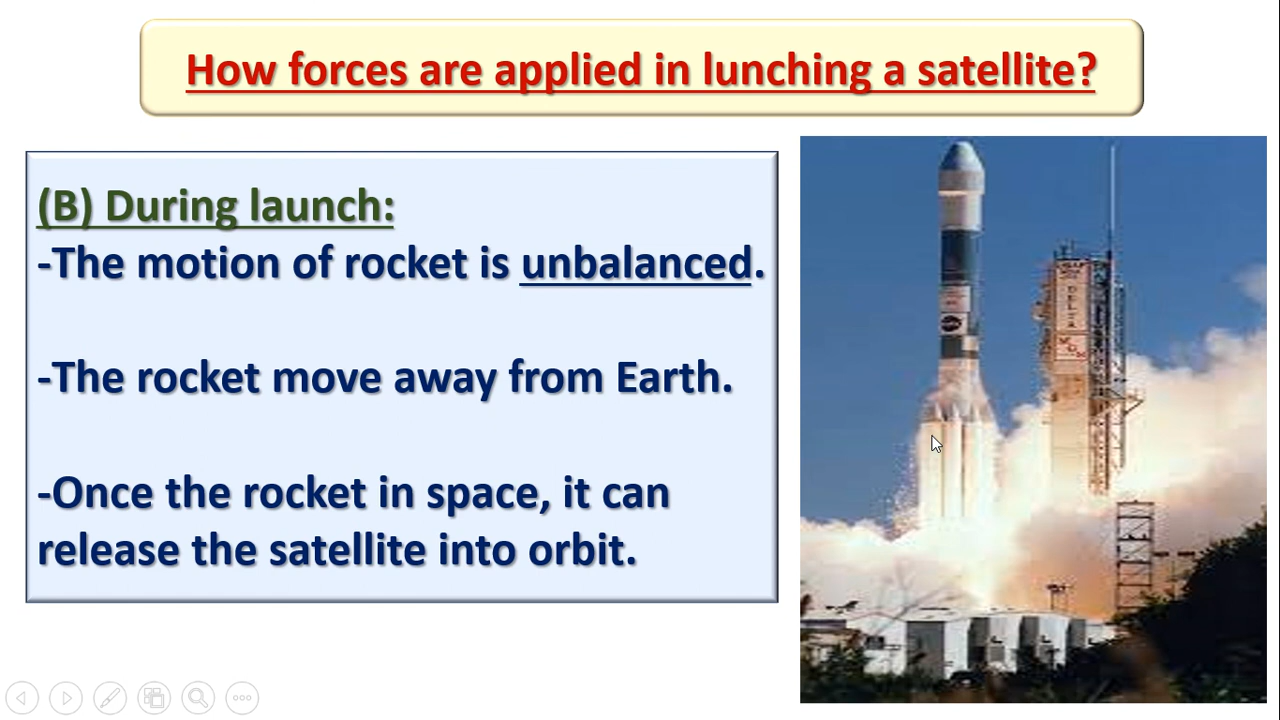 How forces are applied in lunching a satellite?
(B) During launch:
-The motion of rocket is unbalanced.
-The rocket move away from Earth.
-Once the rocket in space, it can
release the satellite into orbit.
DELTA